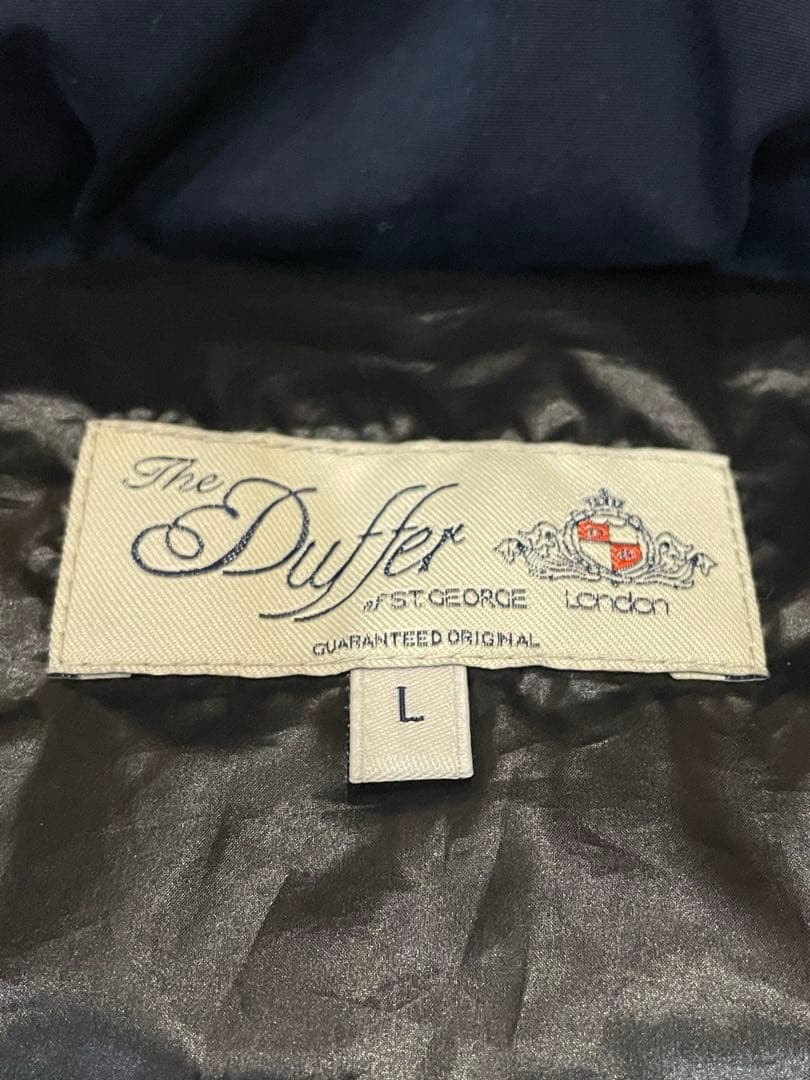 The
Duffer
of ST. GEORGE
London
GUARANTEED ORIGINAL
L